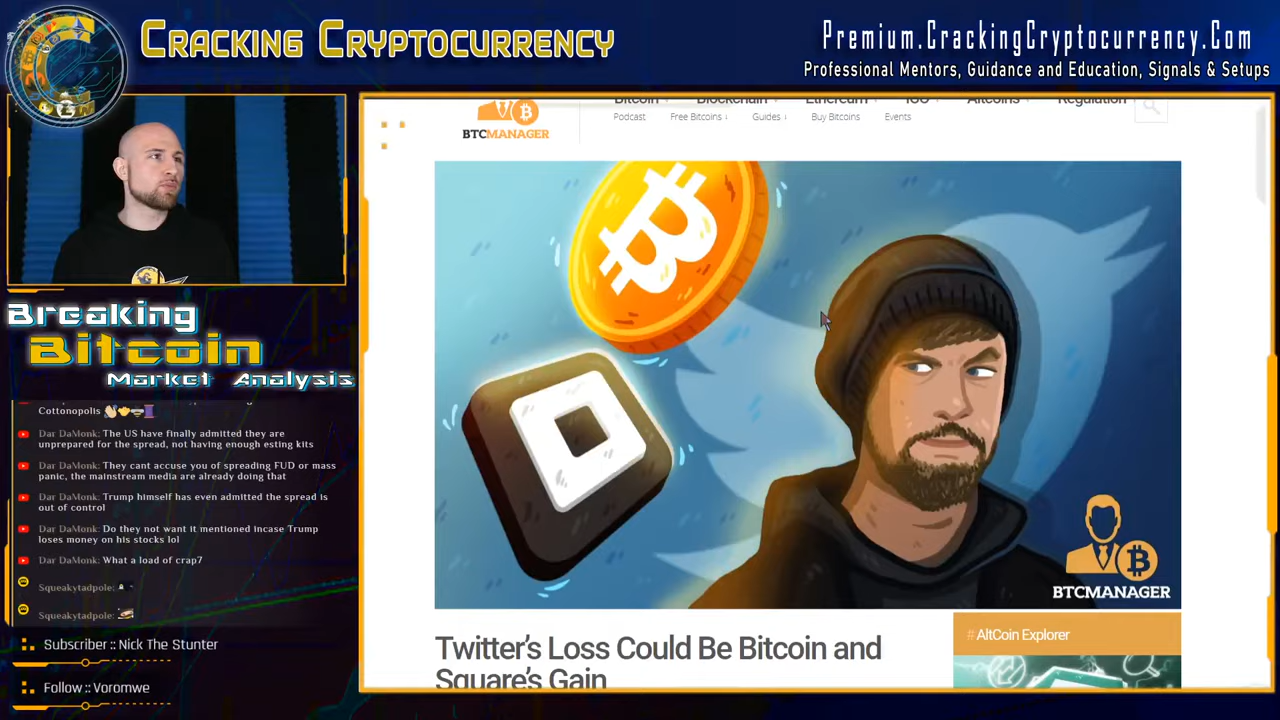 Cracking Cryptocurrency
Premium.CrackingCryptocurrency.Com
Professional Mentors, Guidance and Education, Signals & Setups
BTCMANAGER
Bitcoin
Blockchain
Ethereum
ICO
Altcoins
Regulation
Podcast
Free Bitcoins
Guides
Buy Bitcoins
Events
Breaking
Bitcoin
Market Analysis
Cottonopolis
Dar DaMonk: The US have finally admitted they are
unprepared for the spread, not having enough esting kits
Dar DaMonk: They cant accuse you of spreading FUD or mass
panic, the mainstream media are already doing that
Dar DaMonk: Trump himself has even admitted the spread is
out of control
Dar DaMonk: Do they not want it mentioned incase Trump
loses money on his stocks lol
Dar DaMonk: What a load of crap?
Squeakytadpole:
Squeakytadpole:
Subscriber :: Nick The Stunter
Follow :: Voromwe
BTCMANAGER
Twitter's Loss Could Be Bitcoin and
Square's Gain
# AltCoin Explorer